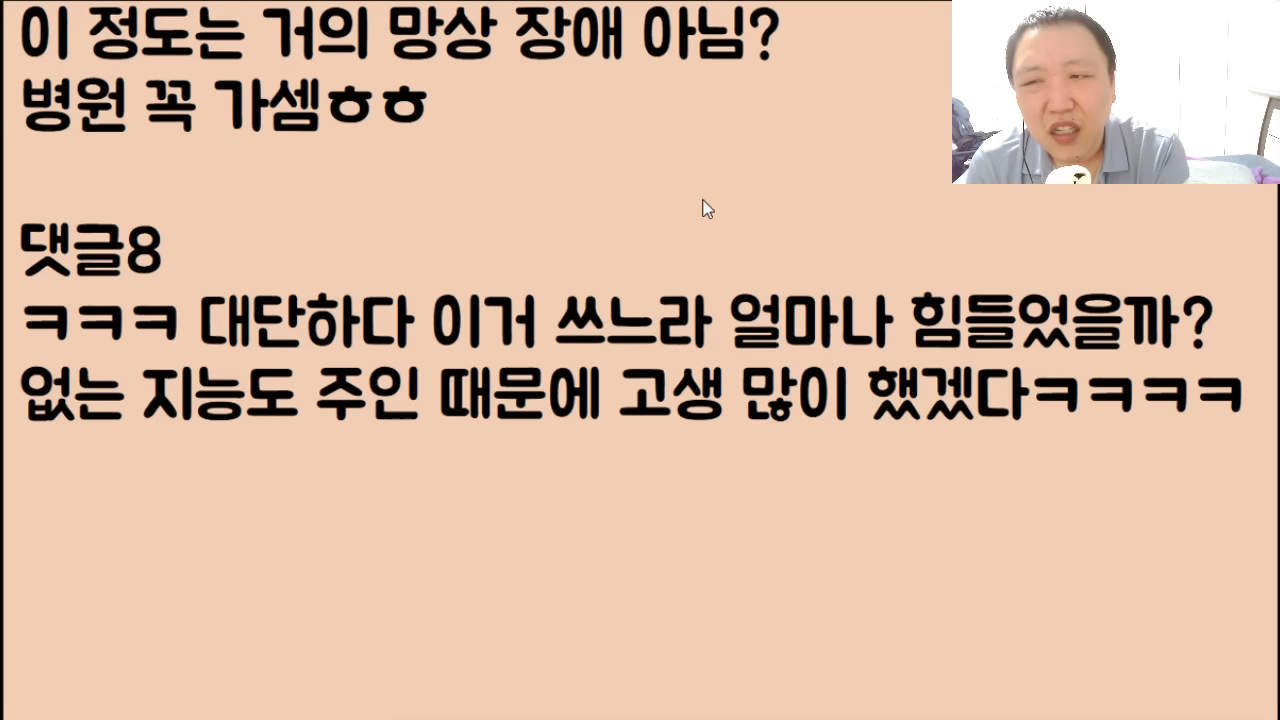 이 정도는 거의 망상 장애 아님?
병원 꼭 가셈ㅎㅎ
댓글8
ㅋㅋㅋ 대단하다 이거 쓰느라 얼마나 힘들었을까?
없는 지능도 주인 때문에 고생 많이 했겠다ㅋㅋㅋㅋ